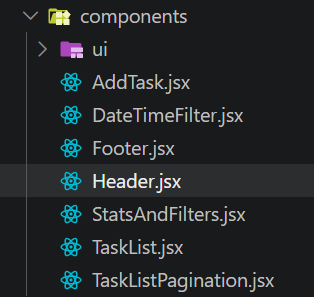 components
ui
AddTask.jsx
DateTimeFilter.jsx
Footer.jsx
Header.jsx
StatsAndFilters.jsx
TaskList.jsx
TaskListPagination.jsx